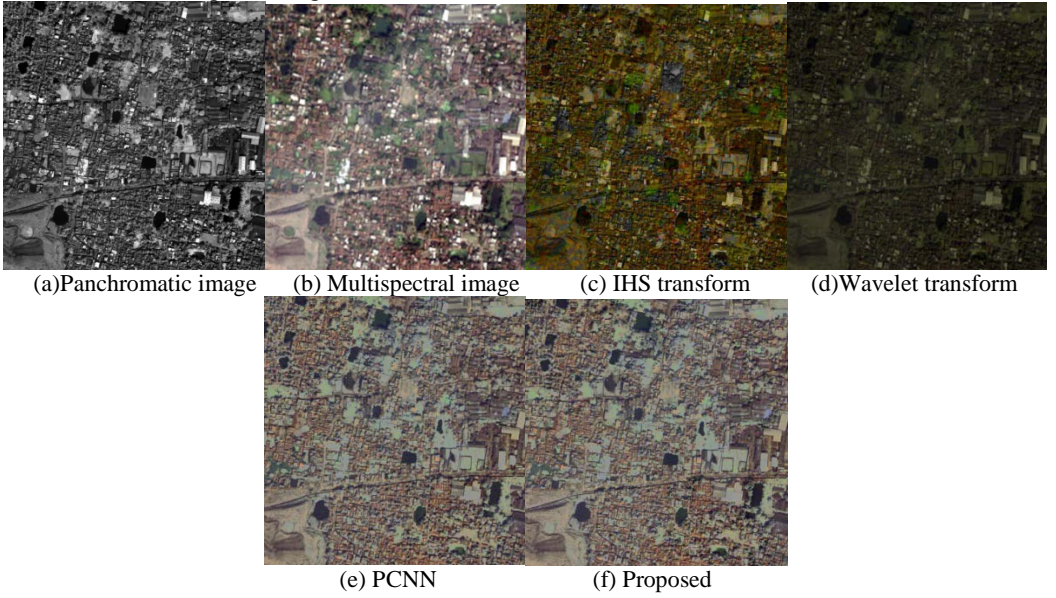 (a)Panchromatic image (b) Multispectral image (c) IHS transform (d)Wavelet transform
(e) PCNN (f) Proposed